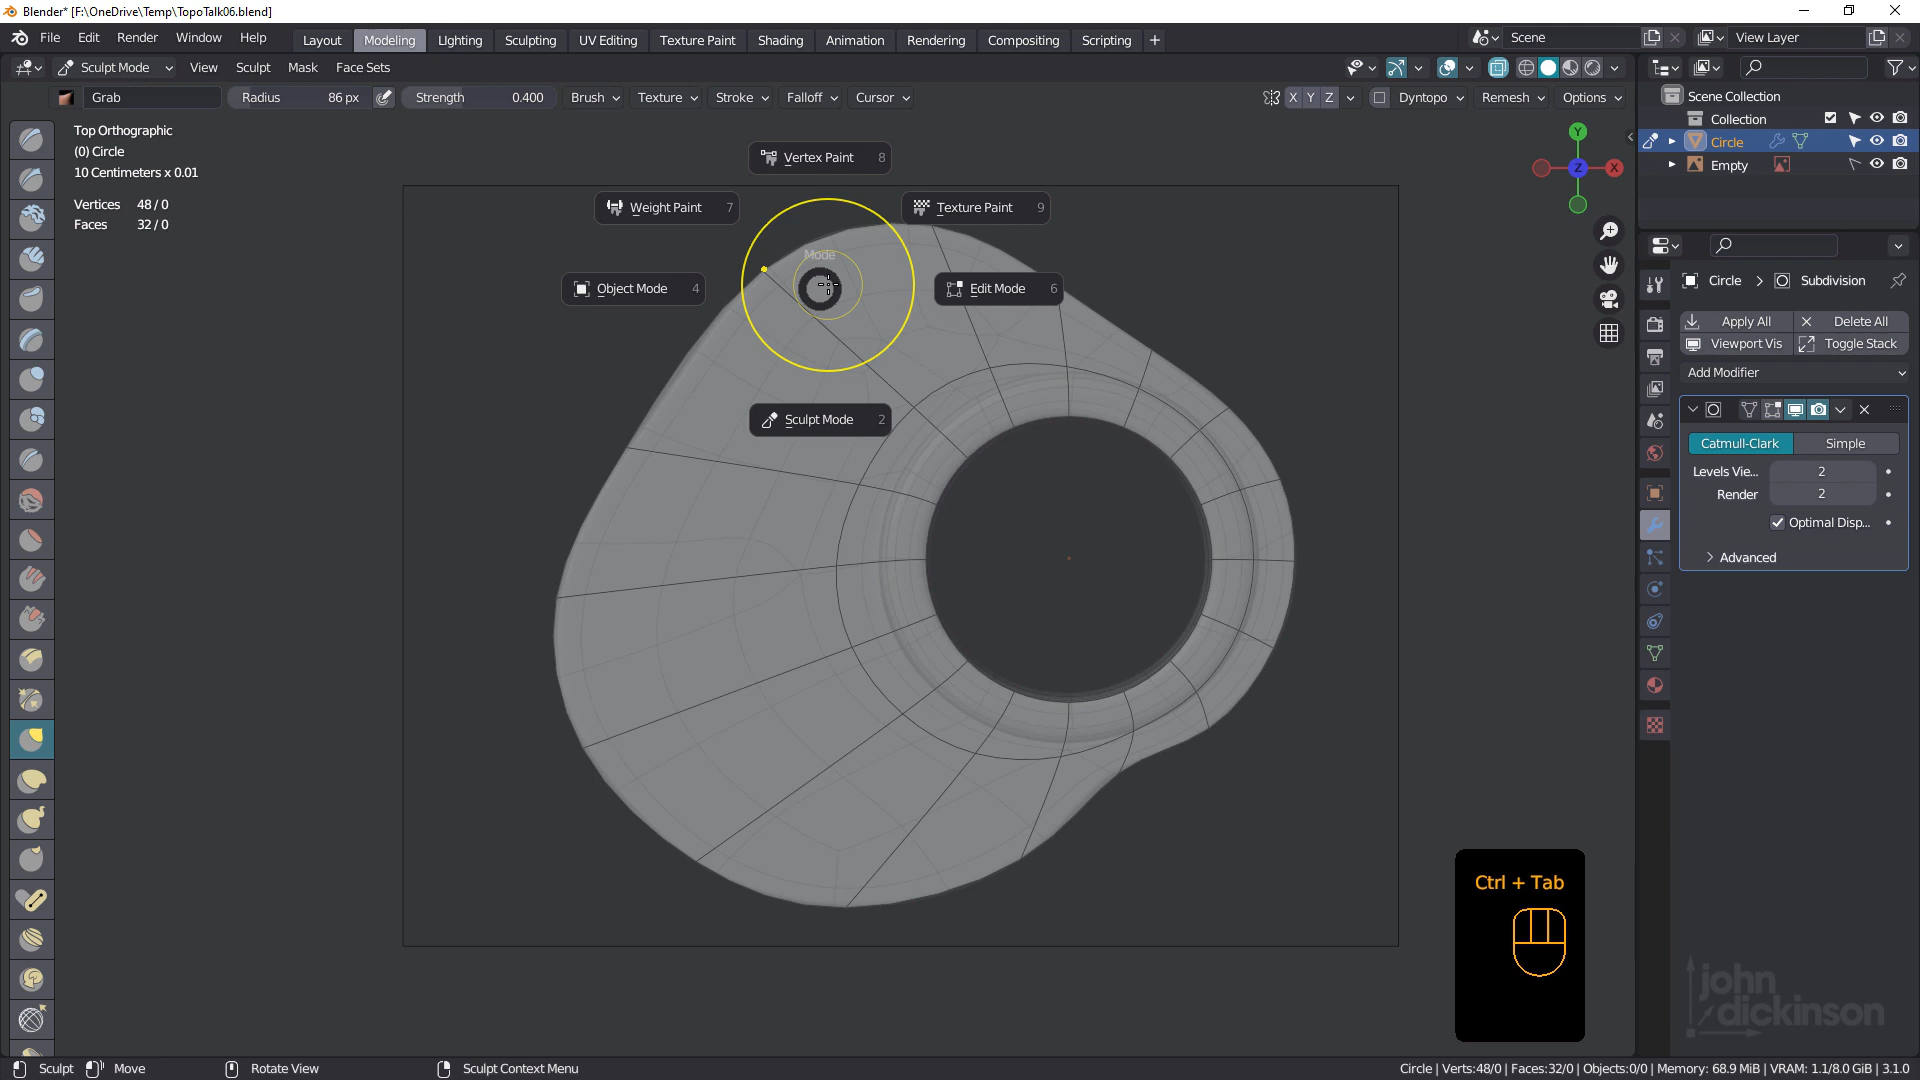 Blender* [F:\OneDrive\Temp\TopoTalk06.blend]
File Edit Render Window Help Layout Modeling Lighting Sculpting UV Editing Texture Paint Shading Animation Rendering Compositing Scripting + Scene View Layer
Sculpt Mode View Sculpt Mask Face Sets
Grab Radius 86 px Strength 0.400 Brush Texture Stroke Falloff Cursor X Y Z Dyntopo Remesh Options
Scene Collection
Collection
Circle
Empty
Top Orthographic
(0) Circle
10 Centimeters x 0.01
Vertices 48 / 0
Faces 32 / 0
Y
Z X
Vertex Paint 8
Weight Paint 7
Texture Paint 9
Mode
Object Mode 4
Edit Mode 6
Sculpt Mode 2
Circle > Subdivision
Apply All Delete All
Viewport Vis Toggle Stack
Add Modifier
Catmull-Clark Simple
Levels Vie... 2
Render 2
Optimal Disp...
Advanced
Ctrl + Tab
john
dickinson
Sculpt Move Rotate View Sculpt Context Menu
Circle | Verts:48/0 | Faces:32/0 | Objects:0/0 | Memory: 68.9 MiB | VRAM: 1.1/8.0 GiB | 3.1.0